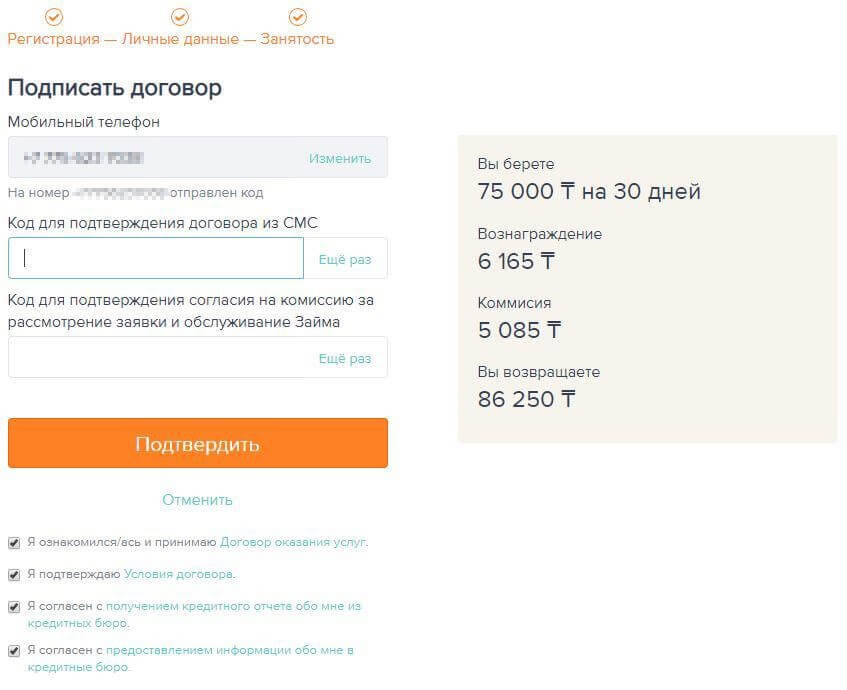 Регистрация — Личные данные — Занятость
Подписать договор
Мобильный телефон
Изменить
На номер отправлен код
Код для подтверждения договора из СМС
Ещё раз
Код для подтверждения согласия на комиссию за
рассмотрение заявки и обслуживание Займа
Ещё раз
Подтвердить
Отменить
Я ознакомился/ась и принимаю Договор оказания услуг.
Я подтверждаю Условия договора.
Я согласен с получением кредитного отчета обо мне из
кредитных бюро.
Я согласен с предоставлением информации обо мне в
кредитные бюро.
Вы берете
75 000 ₸ на 30 дней
Вознаграждение
6 165 ₸
Коммисия
5 085 ₸
Вы возвращаете
86 250 ₸